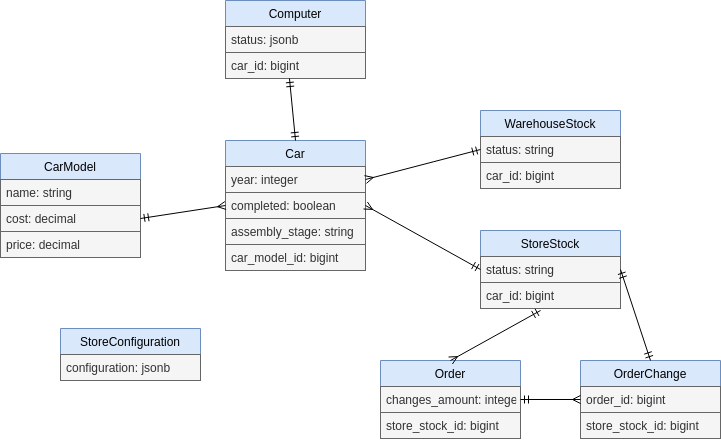 Computer
status: jsonb
car_id: bigint
Car
year: integer
completed: boolean
assembly_stage: string
car_model_id: bigint
WarehouseStock
status: string
car_id: bigint
CarModel
name: string
cost: decimal
price: decimal
StoreStock
status: string
car_id: bigint
StoreConfiguration
configuration: jsonb
Order
changes_amount: intege
store_stock_id: bigint
OrderChange
order_id: bigint
store_stock_id: bigint